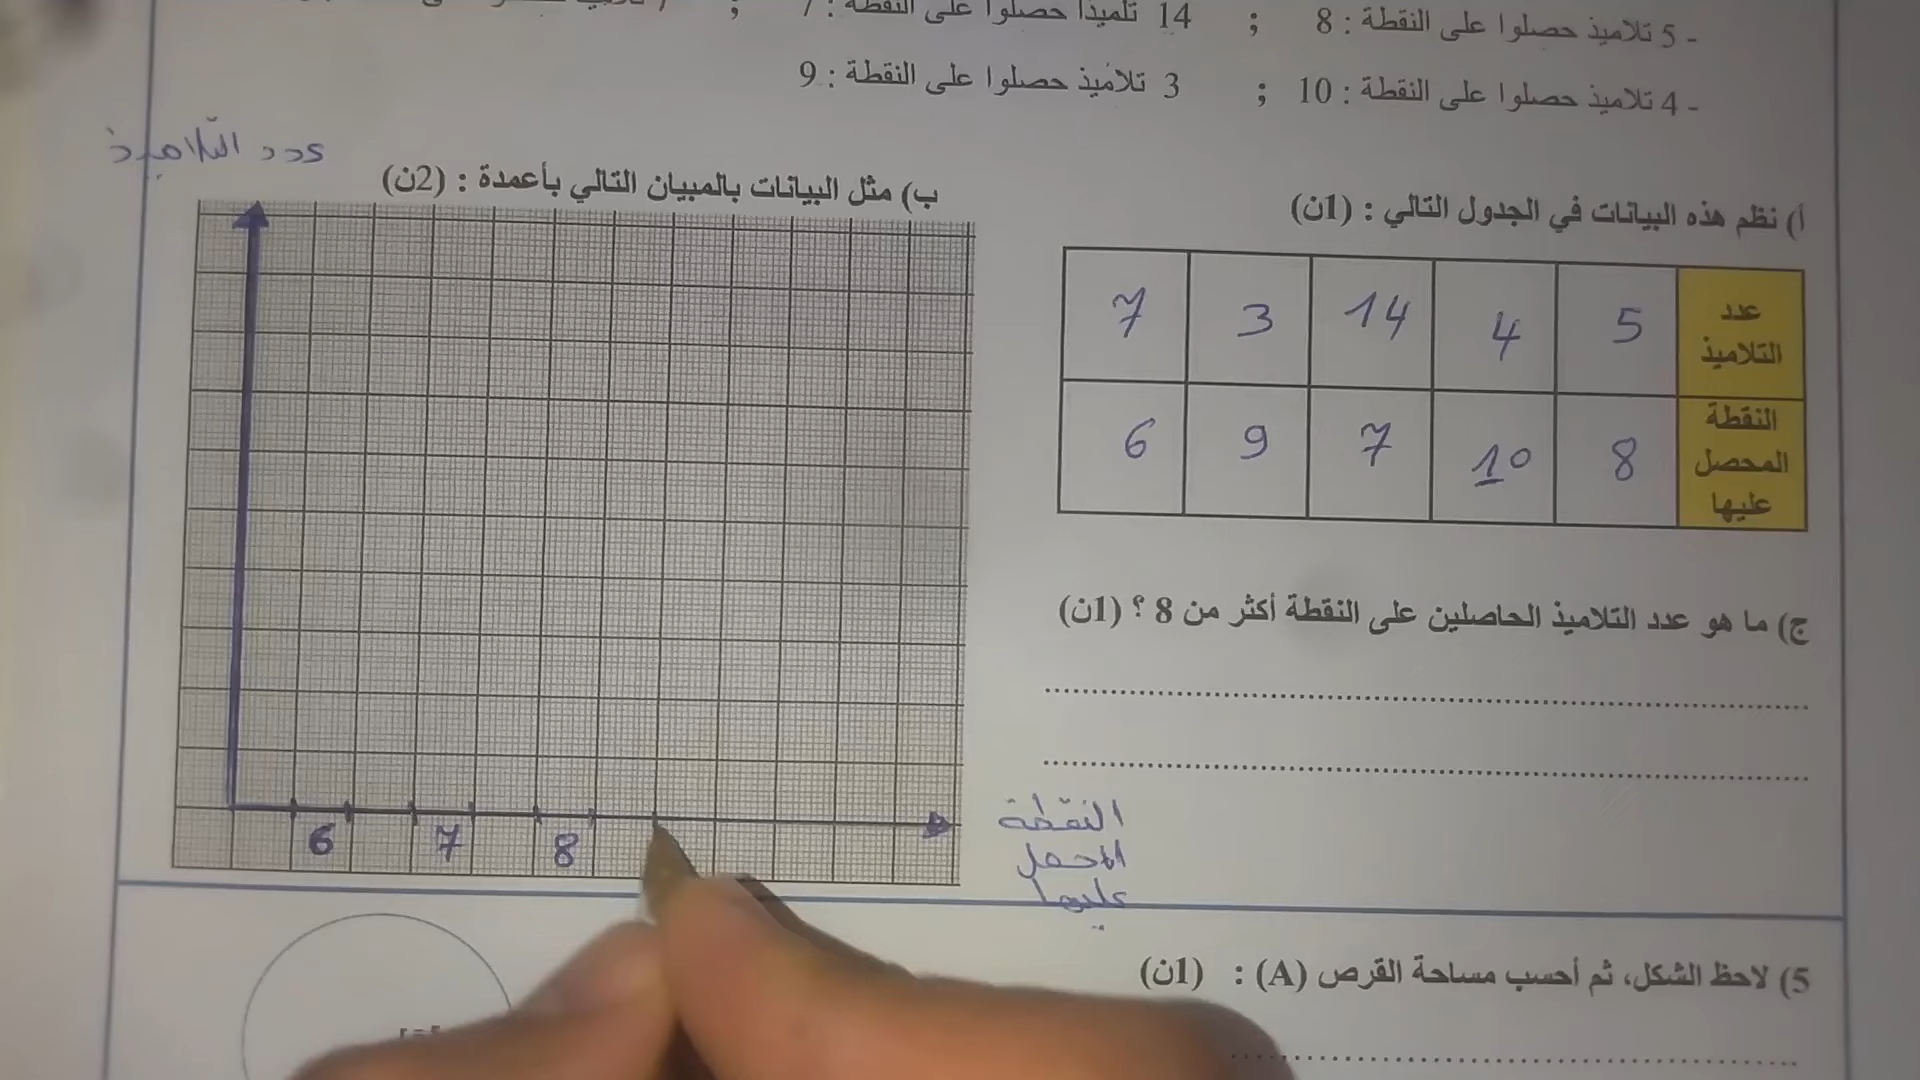 - 5 تلاميذ حصلوا على النقطة : 8 ؛ 14 تلميذا حصلوا على النقطة : 7 ؛
- 4 تلاميذ حصلوا على النقطة : 10 ؛ 3 تلاميذ حصلوا على النقطة : 9
أ) نظم هذه البيانات في الجدول التالي : (1ن)
عدد التلاميذ 5 4 14 3 7
النقطة المحصل عليها 8 10 7 9 6
ج) ما هو عدد التلاميذ الحاصلين على النقطة أكثر من 8 ؟ (1ن)
ب) مثل البيانات بالمبيان التالي بأعمدة : (2ن)
عدد التلاميذ
6 7 8
النقطة
المحصل
عليها
5) لاحظ الشكل، ثم أحسب مساحة القرص (A) : (1ن)